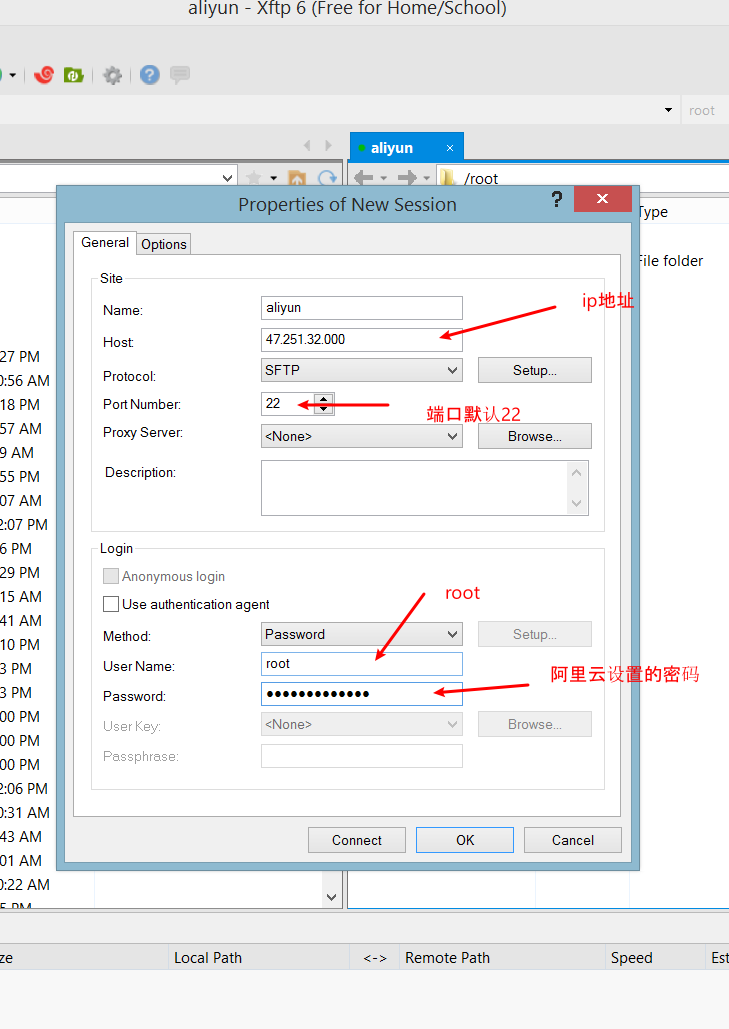 aliyun - Xftp 6 (Free for Home/School)
root
aliyun ×
/root
Properties of New Session ?
Type
General Options
File folder
Site
Name: aliyun
ip地址
Host: 47.251.32.000
Protocol: SFTP Setup...
Port Number: 22
端口默认22
Proxy Server: <None> Browse...
Description:
Login
Anonymous login
Use authentication agent
root
Method: Password Setup...
User Name: root
阿里云设置的密码
Password: ●●●●●●●●●●●●●
User Key: <None> Browse...
Passphrase:
Connect OK Cancel
:27 PM
0:56 AM
:18 PM
:57 AM
9 AM
:55 PM
:07 AM
2:07 PM
6 PM
:29 PM
:15 AM
:41 AM
:10 PM
3 PM
3 PM
:00 PM
:00 PM
:00 PM
2:06 PM
0:31 AM
:43 AM
:01 AM
0:22 AM
Local Path <-> Remote Path Speed